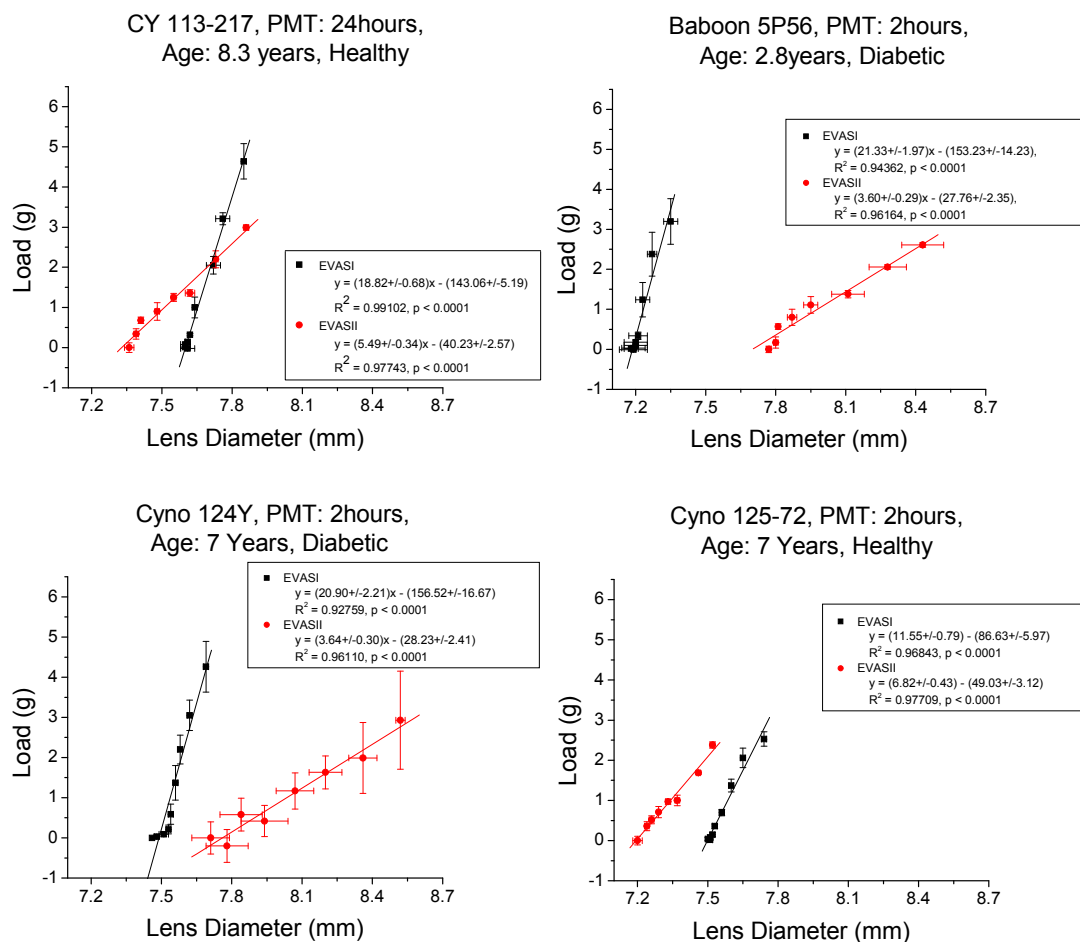 CY 113-217, PMT: 24hours,
Age: 8.3 years, Healthy
Load (g)
6
5
4
3
2
1
0
-1
EVASI
y = (18.82+/-0.68)x - (143.06+/-5.19)
R² = 0.99102, p < 0.0001
EVASII
y = (5.49+/-0.34)x - (40.23+/-2.57)
R² = 0.97743, p < 0.0001
7.2 7.5 7.8 8.1 8.4 8.7
Lens Diameter (mm)
Baboon 5P56, PMT: 2hours,
Age: 2.8years, Diabetic
Load (g)
6
5
4
3
2
1
0
-1
EVASI
y = (21.33+/-1.97)x - (153.23+/-14.23),
R² = 0.94362, p < 0.0001
EVASII
y = (3.60+/-0.29)x - (27.76+/-2.35),
R² = 0.96164, p < 0.0001
7.2 7.5 7.8 8.1 8.4 8.7
Lens Diameter (mm)
Cyno 124Y, PMT: 2hours,
Age: 7 Years, Diabetic
Load (g)
6
5
4
3
2
1
0
-1
EVASI
y = (20.90+/-2.21)x - (156.52+/-16.67)
R² = 0.92759, p < 0.0001
EVASII
y = (3.64+/-0.30)x - (28.23+/-2.41)
R² = 0.96110, p < 0.0001
7.2 7.5 7.8 8.1 8.4 8.7
Lens Diameter (mm)
Cyno 125-72, PMT: 2hours,
Age: 7 Years, Healthy
Load (g)
6
5
4
3
2
1
0
-1
EVASI
y = (11.55+/-0.79) - (86.63+/-5.97)
R² = 0.96843, p < 0.0001
EVASII
y = (6.82+/-0.43) - (49.03+/-3.12)
R² = 0.97709, p < 0.0001
7.2 7.5 7.8 8.1 8.4 8.7
Lens Diameter (mm)